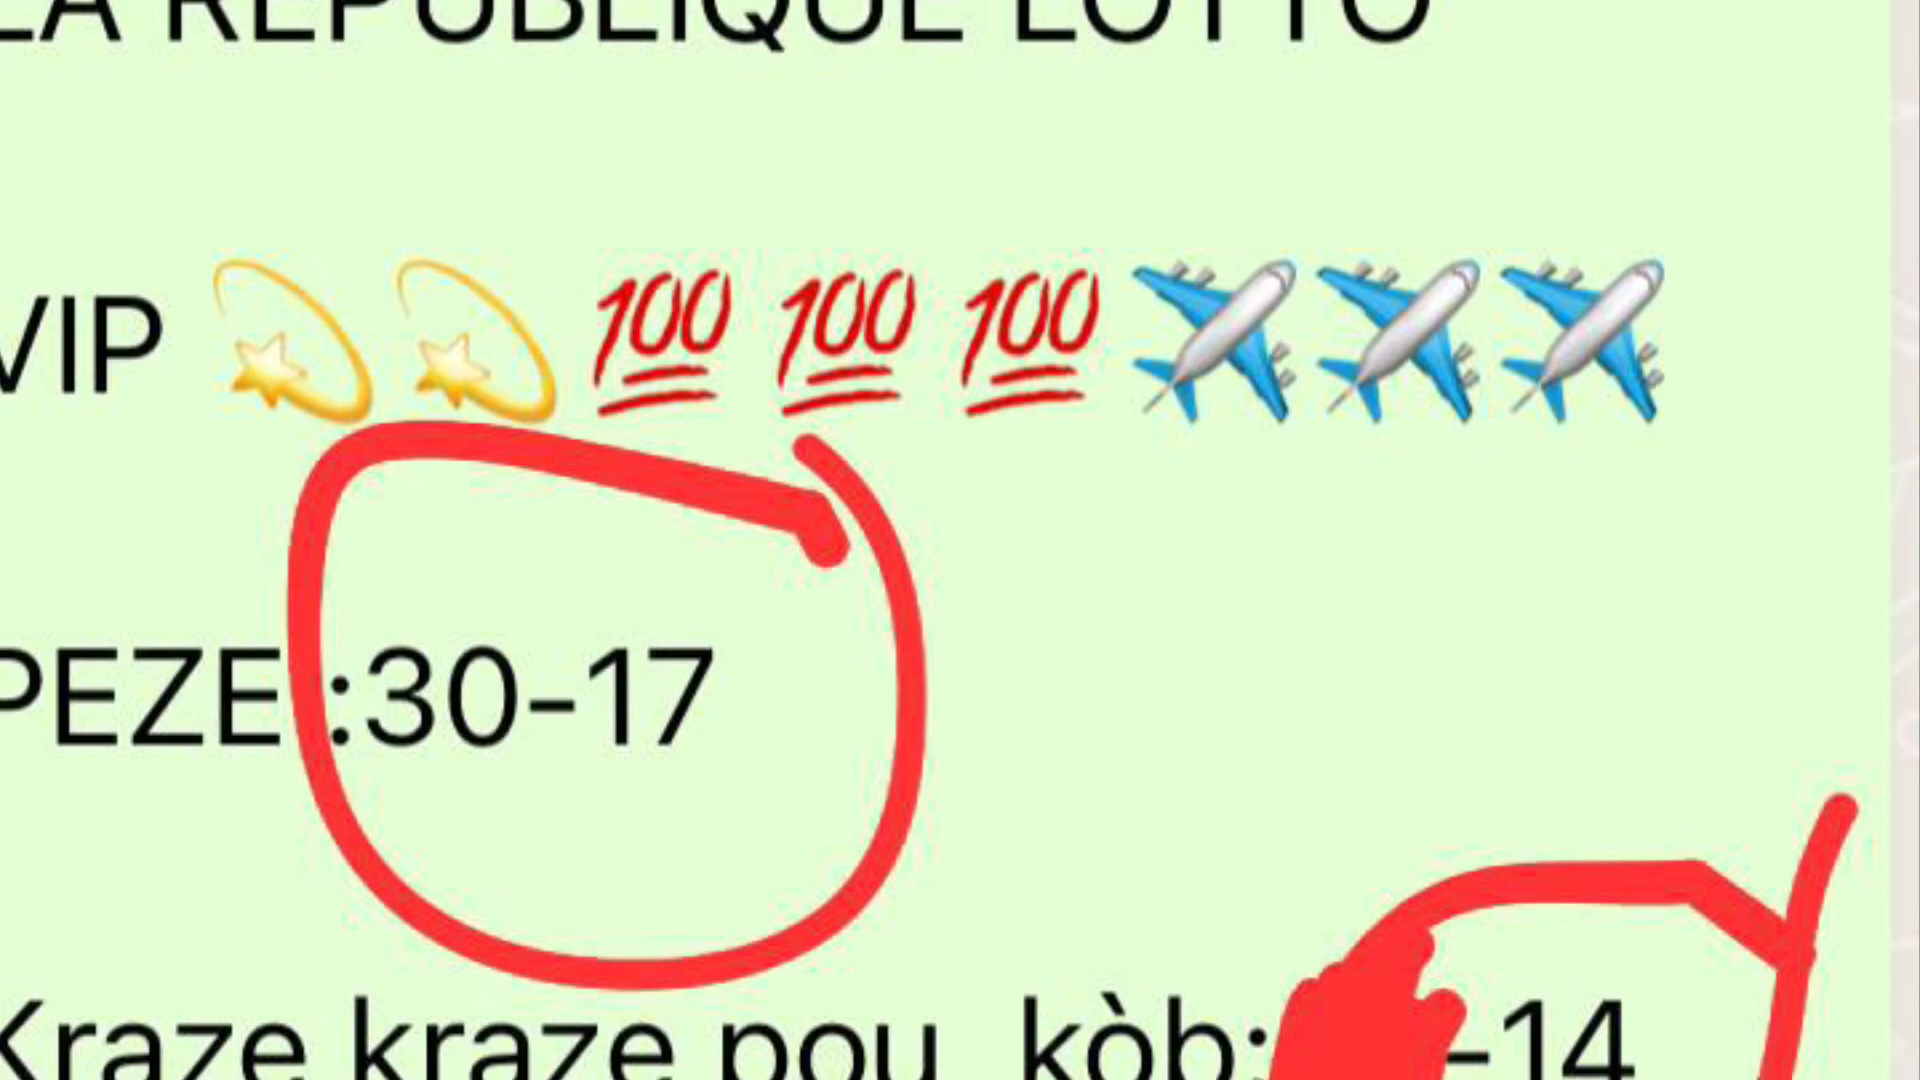 LA REPUBLIQUE LOTTO
VIP 💫💫💯💯💯✈️✈️✈️
PEZE :30-17
Kraze kraze pou kòb: -14